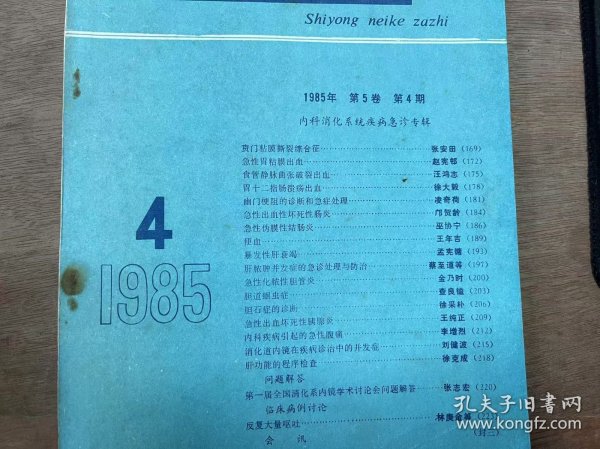 Shiyong neike zazhi
1985年 第5卷 第4期
内科消化系统疾病急诊专辑
贲门粘膜撕裂综合征 张安田（169）
急性胃粘膜出血 赵宪邨（172）
食管静脉曲张破裂出血 汪鸿志（175）
胃十二指肠溃疡出血 徐大毅（178）
幽门梗阻的诊断和急症处理 凌奇荷（181）
急性出血性坏死性肠炎 邝贺龄（184）
急性伪膜性结肠炎 巫协宁（186）
便血 王年吉（189）
暴发性肝衰竭 孟宪镛（193）
肝脓肿并发症的急诊处理与防治 蔡至道等（197）
急性化脓性胆管炎 金乃时（200）
胆道蛔虫症 查良镒（203）
胆石症的诊断 徐采朴（206）
急性出血坏死性胰腺炎 王纯正（209）
内科疾病引起的急性腹痛 李增烈（212）
消化道内镜在疾病诊治中的并发症 刘健波（215）
肝功能的程序检查 徐克成（218）
问题解答
第一届全国消化系内镜学术讨论会问题解答 张志宏（220）
临床病例讨论
反复大量呕吐 林庚金等
会讯 （封三）
4
1985
孔夫子旧书网
www.kongfz.com